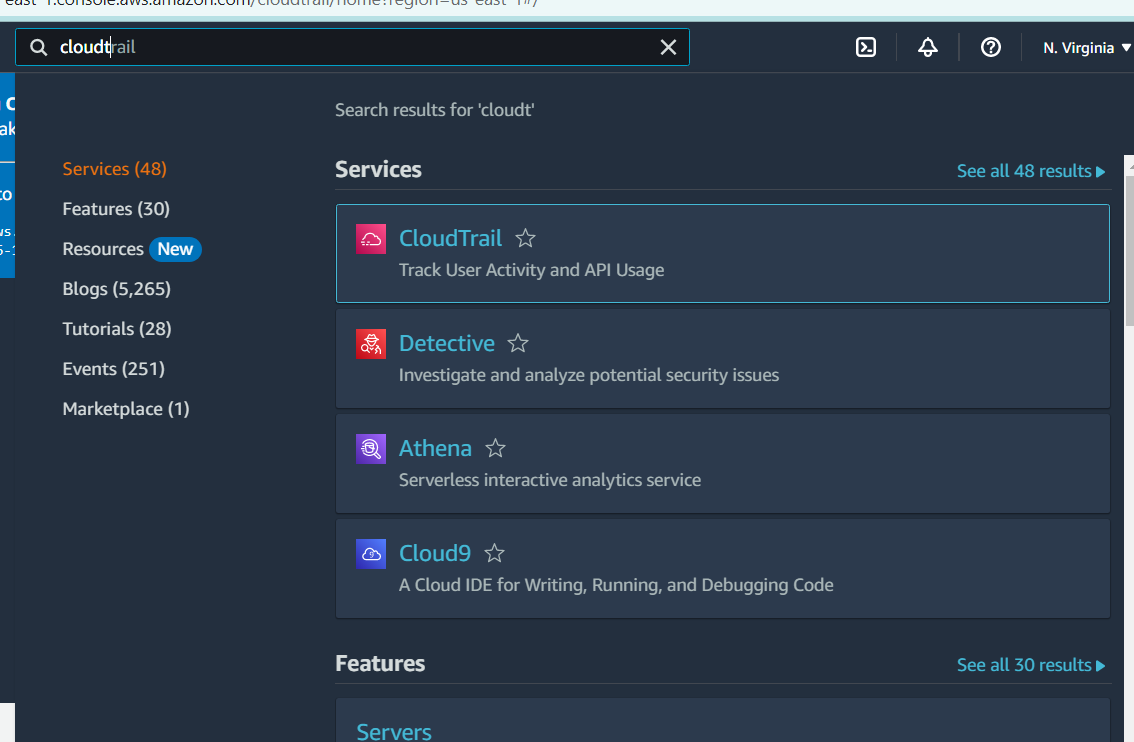 east-1.console.aws.amazon.com/cloudtrail/home?region=us-east-1#/
cloudtrail
N. Virginia
Search results for 'cloudt'
Services (48)
Features (30)
Resources New
Blogs (5,265)
Tutorials (28)
Events (251)
Marketplace (1)
Services
See all 48 results
CloudTrail
Track User Activity and API Usage
Detective
Investigate and analyze potential security issues
Athena
Serverless interactive analytics service
Cloud9
A Cloud IDE for Writing, Running, and Debugging Code
Features
See all 30 results
Servers